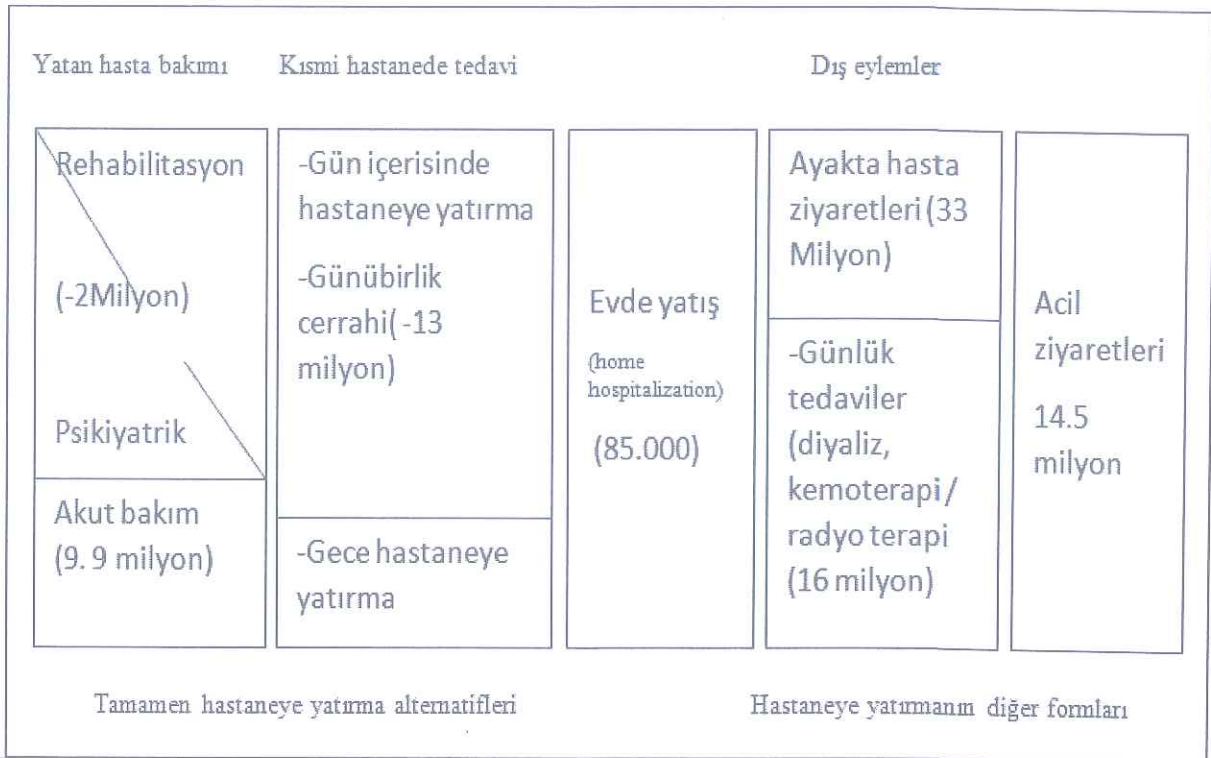 Yatan hasta bakımı
Kısmi hastanede tedavi
Dış eylemler
Rehabilitasyon
(-2Milyon)
Psikiyatrik
Akut bakım
(9. 9 milyon)
-Gün içerisinde
hastaneye yatırma
-Günübirlik
cerrahi( -13
milyon)
-Gece hastaneye
yatırma
Evde yatış
(home
hospitalization)
(85.000)
Ayakta hasta
ziyaretleri (33
Milyon)
-Günlük
tedaviler
(diyaliz,
kemoterapi /
radyo terapi
(16 milyon)
Acil
ziyaretleri
14.5
milyon
Tamamen hastaneye yatırma alternatifleri
Hastaneye yatırmanın diğer formları